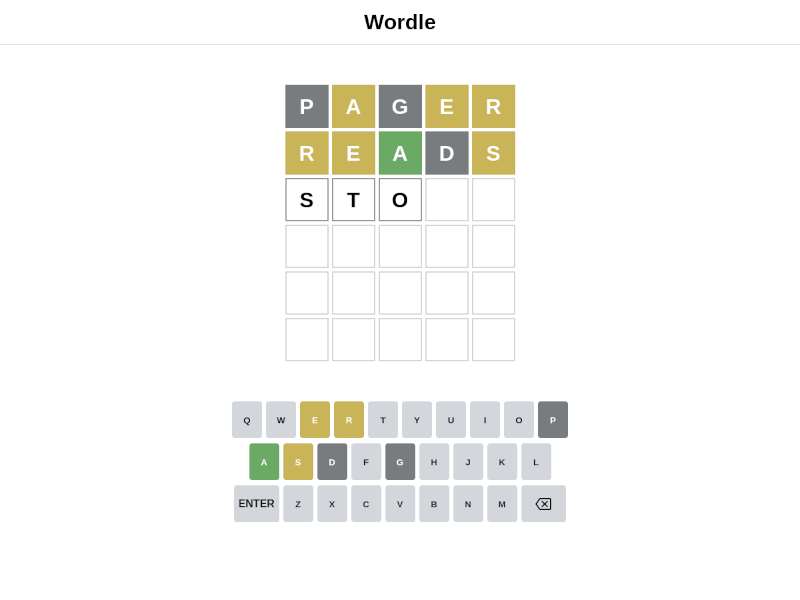 Wordle
P A G E R
R E A D S
S T O
Q W E R T Y U I O P
A S D F G H J K L
ENTER Z X C V B N M